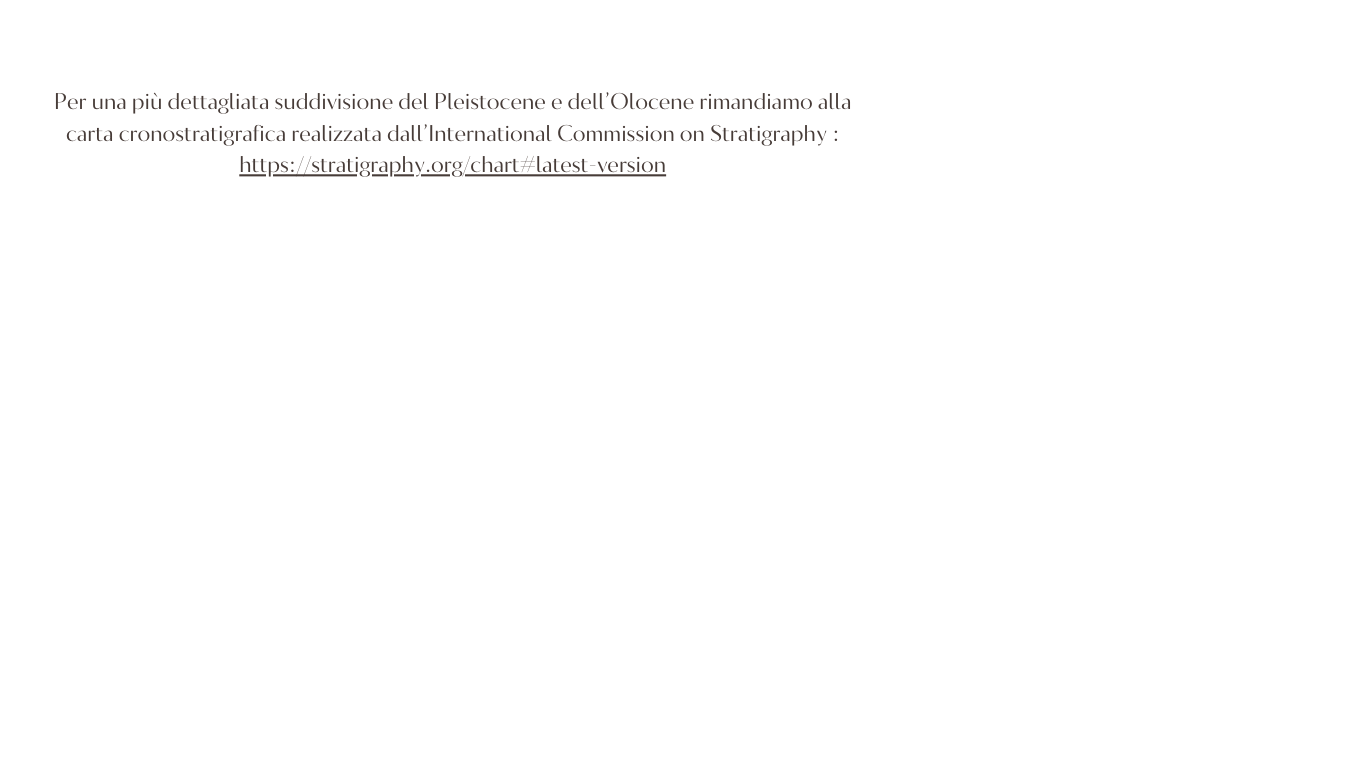 Per una più dettagliata suddivisione del Pleistocene e dell’Olocene rimandiamo alla
carta cronostratigrafica realizzata dall’International Commission on Stratigraphy :
https://stratigraphy.org/chart#latest-version